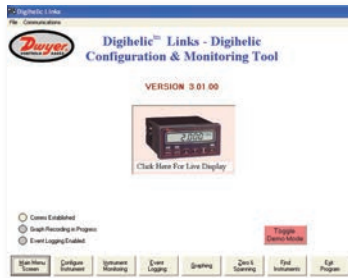 Digihelic Links
File Communications
Dwyer
Digihelic™ Links - Digihelic
Configuration & Monitoring Tool
VERSION 3.01.00
2.000
Click Here For Live Display
Comms Established
Graph Recording in Progress
Event Logging Enabled
Toggle
Demo Mode
Main Menu
Screen
Configure
Instrument
Instrument
Monitoring
Event
Logging
Graphing
Zero &
Spanning
Find
Instruments
Exit
Program